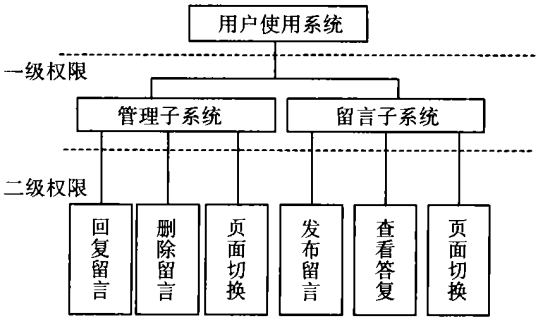 用户使用系统
一级权限
管理子系统
留言子系统
二级权限
回复留言
删除留言
页面切换
发布留言
查看答复
页面切换